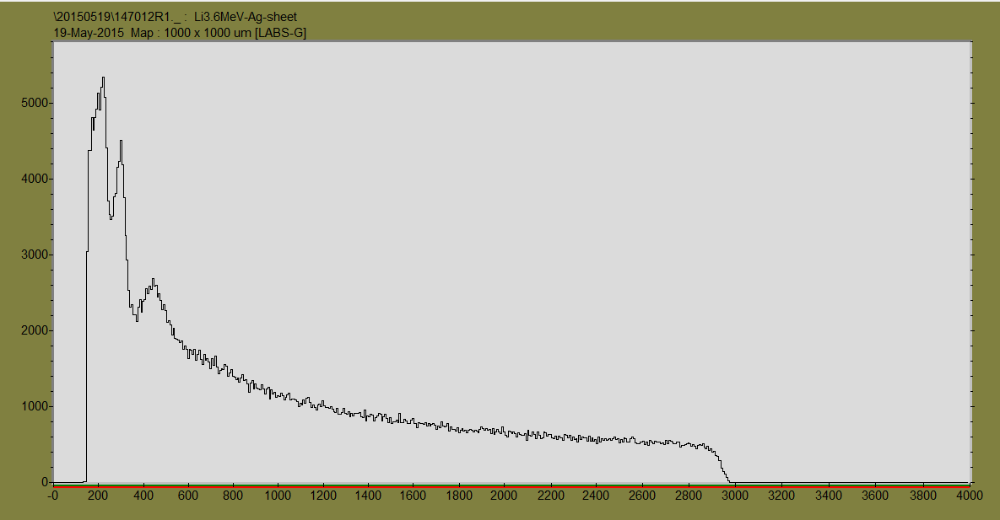 \20150519\147012R1._ :  Li3.6MeV-Ag-sheet
19-May-2015  Map : 1000 x 1000 um [LABS-G]
5000
4000
3000
2000
1000
0
-0 200 400 600 800 1000 1200 1400 1600 1800 2000 2200 2400 2600 2800 3000 3200 3400 3600 3800 4000